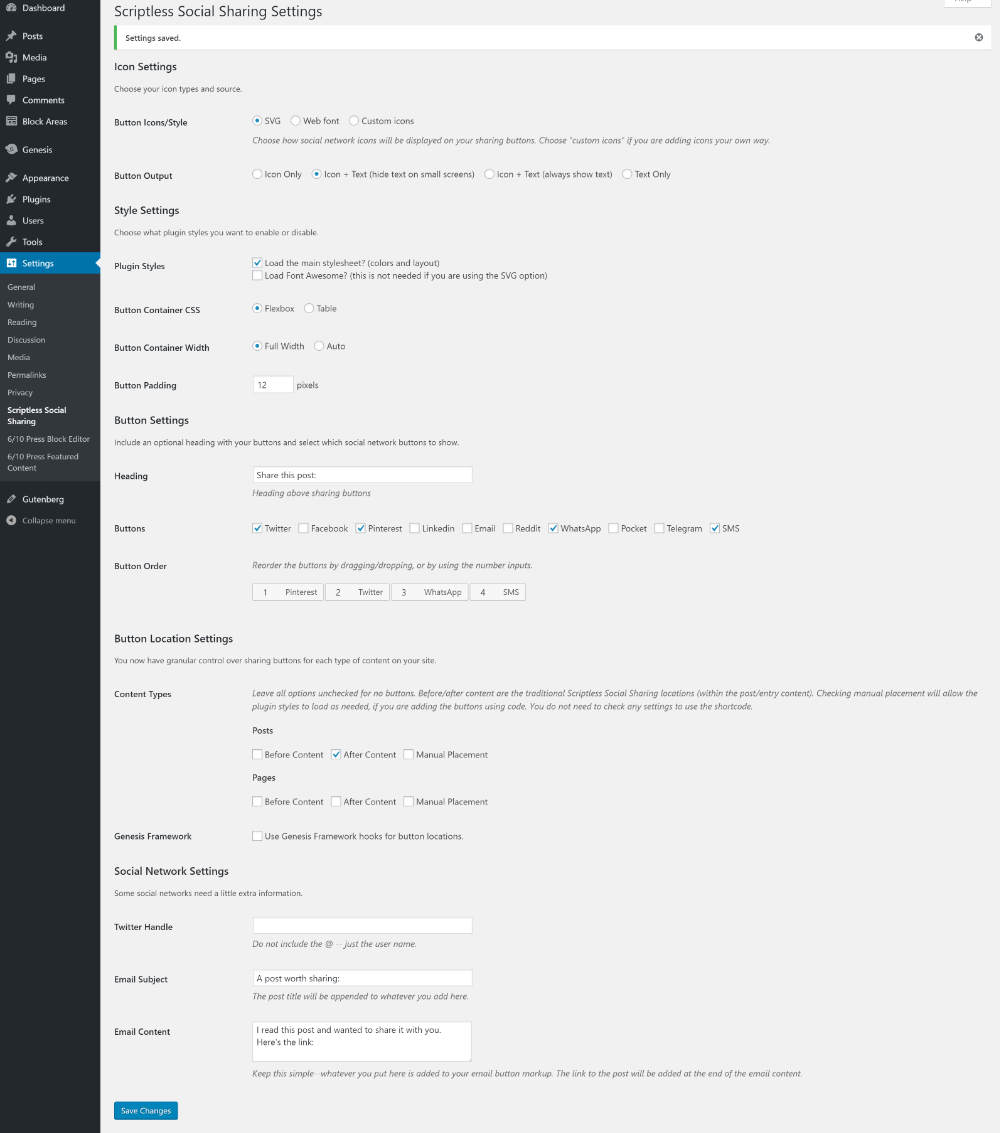 Dashboard
Posts
Media
Pages
Comments
Block Areas
Genesis
Appearance
Plugins
Users
Tools
Settings
General
Writing
Reading
Discussion
Media
Permalinks
Privacy
Scriptless Social
Sharing
6/10 Press Block Editor
6/10 Press Featured
Content
Gutenberg
Collapse menu
Scriptless Social Sharing Settings
Settings saved.
Icon Settings
Choose your icon types and source.
Button Icons/Style
SVG Web font Custom icons
Choose how social network icons will be displayed on your sharing buttons. Choose "custom icons" if you are adding icons your own way.
Button Output
Icon Only Icon + Text (hide text on small screens) Icon + Text (always show text) Text Only
Style Settings
Choose what plugin styles you want to enable or disable.
Plugin Styles
Load the main stylesheet? (colors and layout)
Load Font Awesome? (this is not needed if you are using the SVG option)
Button Container CSS
Flexbox Table
Button Container Width
Full Width Auto
Button Padding
12 pixels
Button Settings
Include an optional heading with your buttons and select which social network buttons to show.
Heading
Share this post:
Heading above sharing buttons
Buttons
Twitter Facebook Pinterest Linkedin Email Reddit WhatsApp Pocket Telegram SMS
Button Order
Reorder the buttons by dragging/dropping, or by using the number inputs.
1 Pinterest 2 Twitter 3 WhatsApp 4 SMS
Button Location Settings
You now have granular control over sharing buttons for each type of content on your site.
Content Types
Leave all options unchecked for no buttons. Before/after content are the traditional Scriptless Social Sharing locations (within the post/entry content). Checking manual placement will allow the
plugin styles to load as needed, if you are adding the buttons using code. You do not need to check any settings to use the shortcode.
Posts
Before Content After Content Manual Placement
Pages
Before Content After Content Manual Placement
Genesis Framework
Use Genesis Framework hooks for button locations.
Social Network Settings
Some social networks need a little extra information.
Twitter Handle
Do not include the @ -- just the user name.
Email Subject
A post worth sharing:
The post title will be appended to whatever you add here.
Email Content
I read this post and wanted to share it with you.
Here's the link:
Keep this simple--whatever you put here is added to your email button markup. The link to the post will be added at the end of the email content.
Save Changes